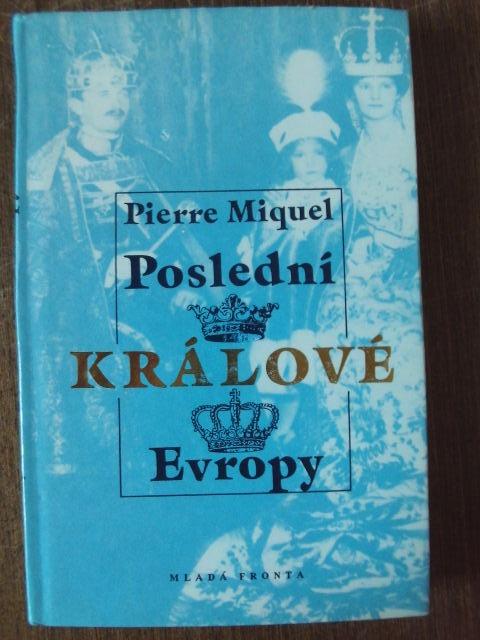 Pierre Miquel
Poslední
KRÁLOVÉ
Evropy
MLADÁ FRONTA